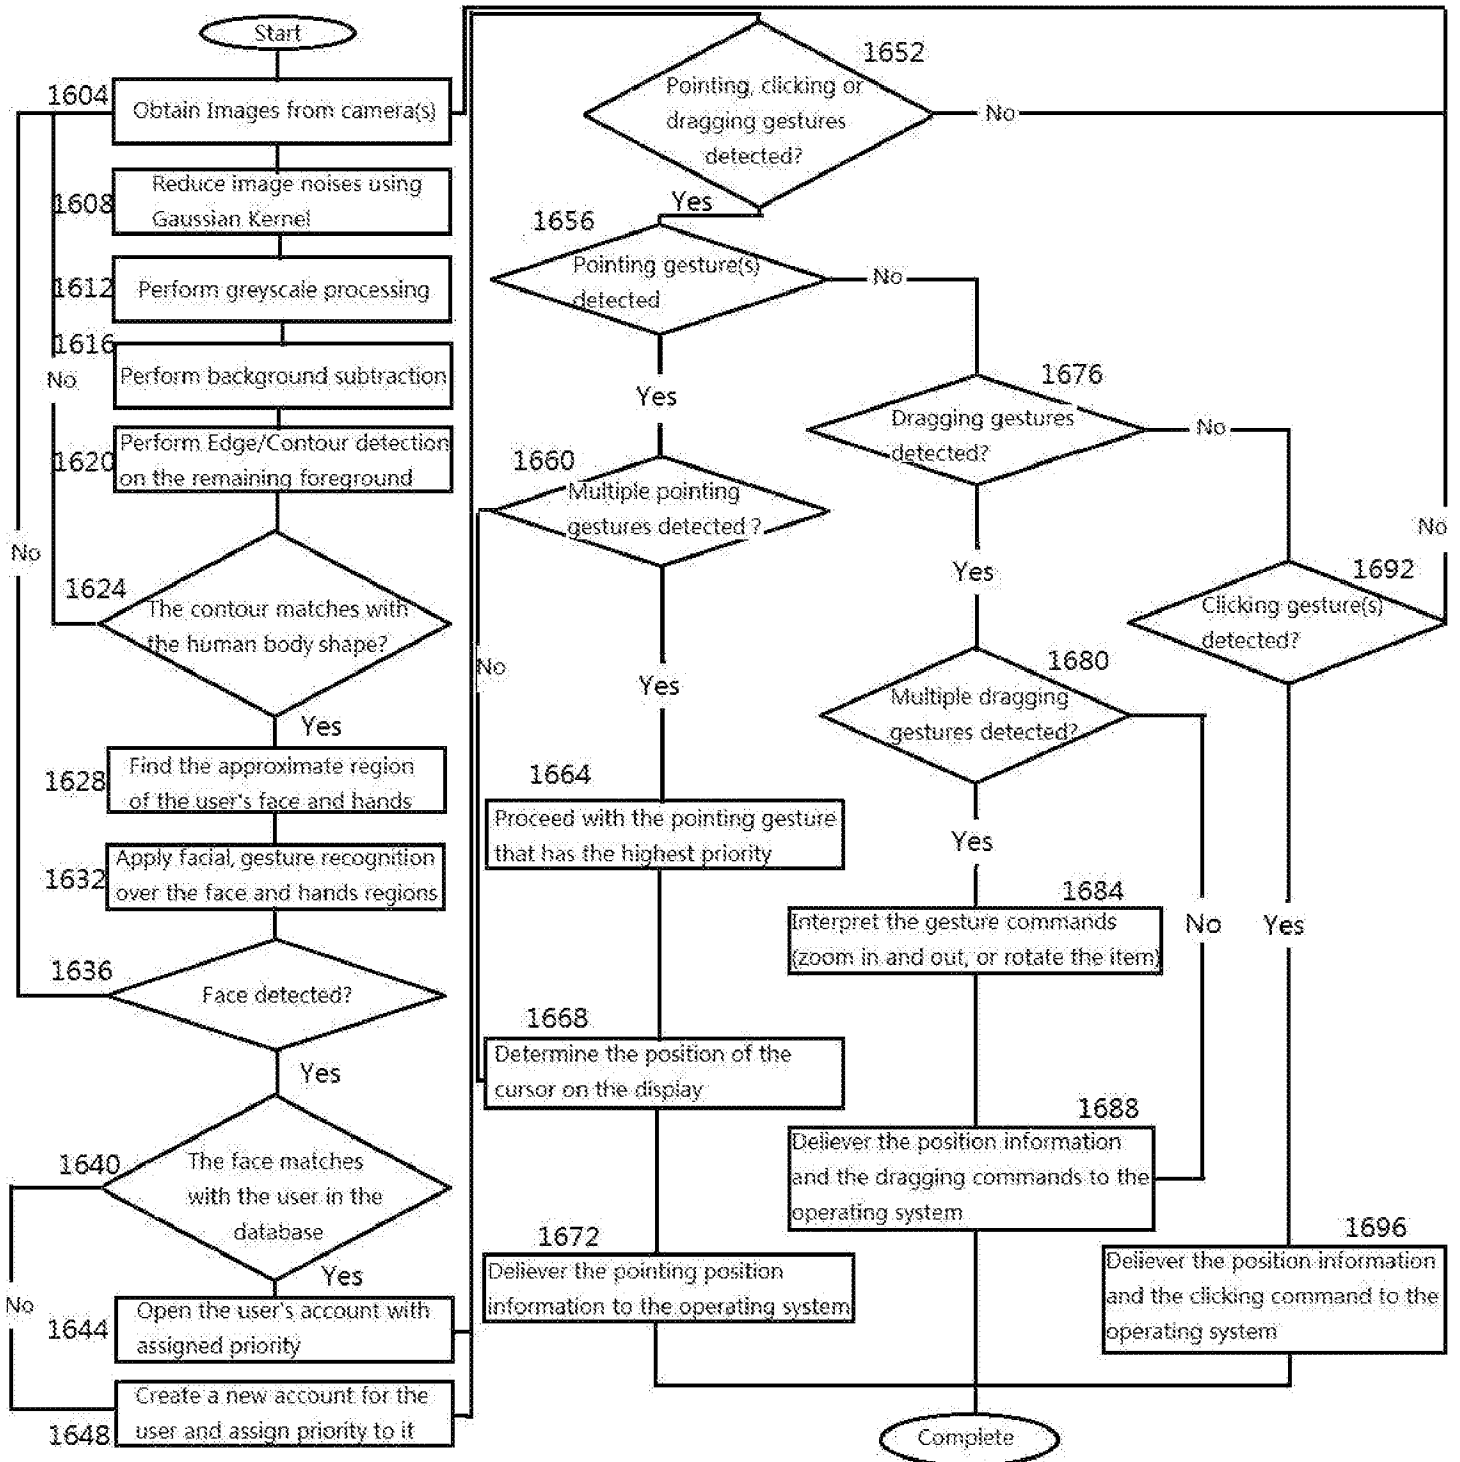 Start
1604
Obtain Images from camera(s)
1608
Reduce image noises using
Gaussian Kernel
1612
Perform greyscale processing
1616
No
Perform background subtraction
1620
Perform Edge/Contour detection
on the remaining foreground
No
1624
The contour matches with
the human body shape?
Yes
1628
Find the approximate region
of the user's face and hands
1632
Apply facial, gesture recognition
over the face and hands regions
1636
Face detected?
Yes
1640
The face matches
with the user in the
database
Yes
No
1644
Open the user's account with
assigned priority
1648
Create a new account for the
user and assign priority to it
1652
Pointing, clicking or
dragging gestures
detected?
No
Yes
1656
Pointing gesture(s)
detected
No
Yes
1660
Multiple pointing
gestures detected ?
No
Yes
1664
Proceed with the pointing gesture
that has the highest priority
1668
Determine the position of the
cursor on the display
1672
Deliever the pointing position
information to the operating system
1676
Dragging gestures
detected?
No
Yes
1680
Multiple dragging
gestures detected?
Yes
No
1684
Interpret the gesture commands
(zoom in and out, or rotate the item)
1688
Deliever the position information
and the dragging commands to the
operating system
No
1692
Clicking gesture(s)
detected?
Yes
1696
Deliever the position information
and the clicking command to the
operating system
Complete